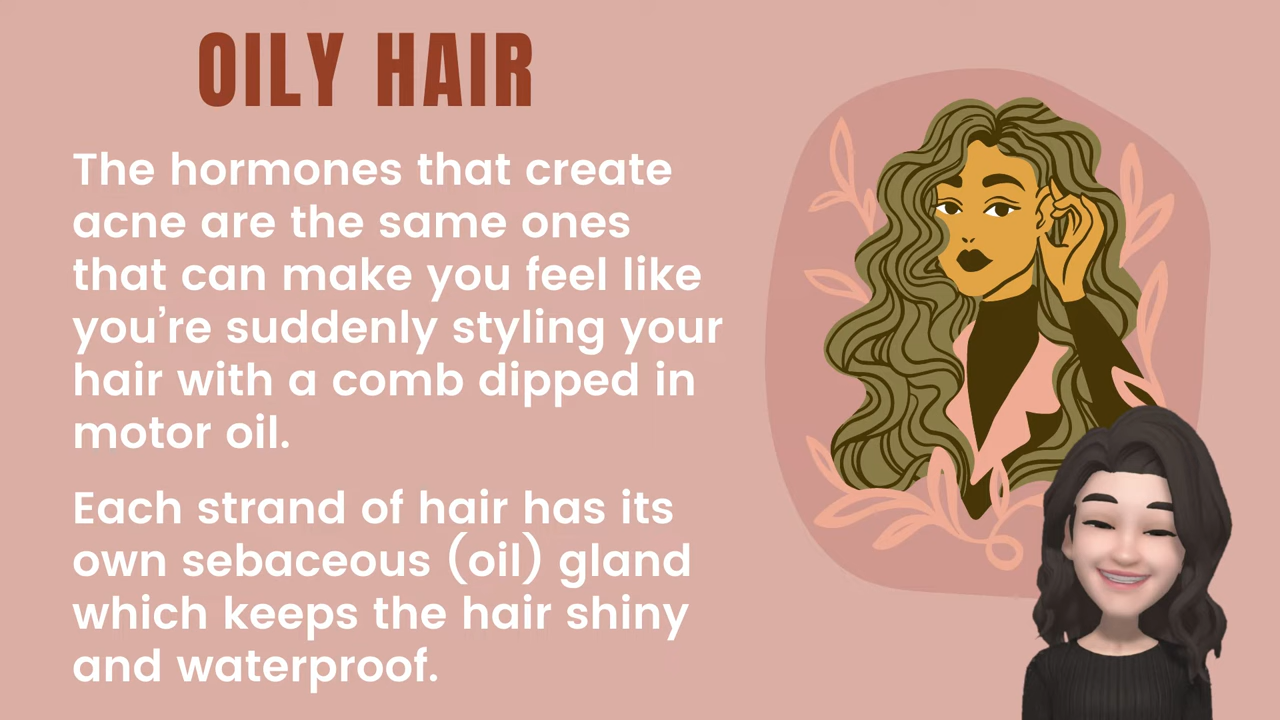 OILY HAIR
The hormones that create
acne are the same ones
that can make you feel like
you’re suddenly styling your
hair with a comb dipped in
motor oil.
Each strand of hair has its
own sebaceous (oil) gland
which keeps the hair shiny
and waterproof.